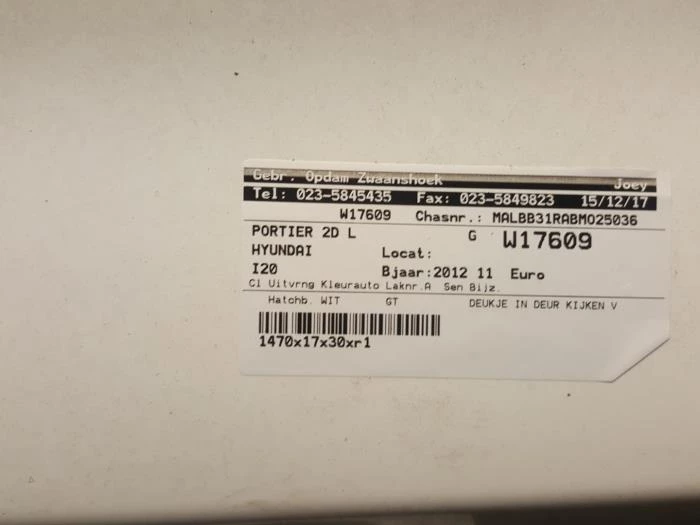 Gebr. Opdam Zwaanshoek Joey
Tel: 023-5845435 Fax: 023-5849823 15/12/17
W17609 Chasnr.: MALBB31RABM025036
PORTIER 2D L G W17609
HYUNDAI Locat:
I20 Bjaar:2012 11 Euro
Cl Uitvrng Kleurauto Laknr.A Sen Bijz.
Hatchb. WIT GT DEUKJE IN DEUR KIJKEN V
1470x17x30xr1